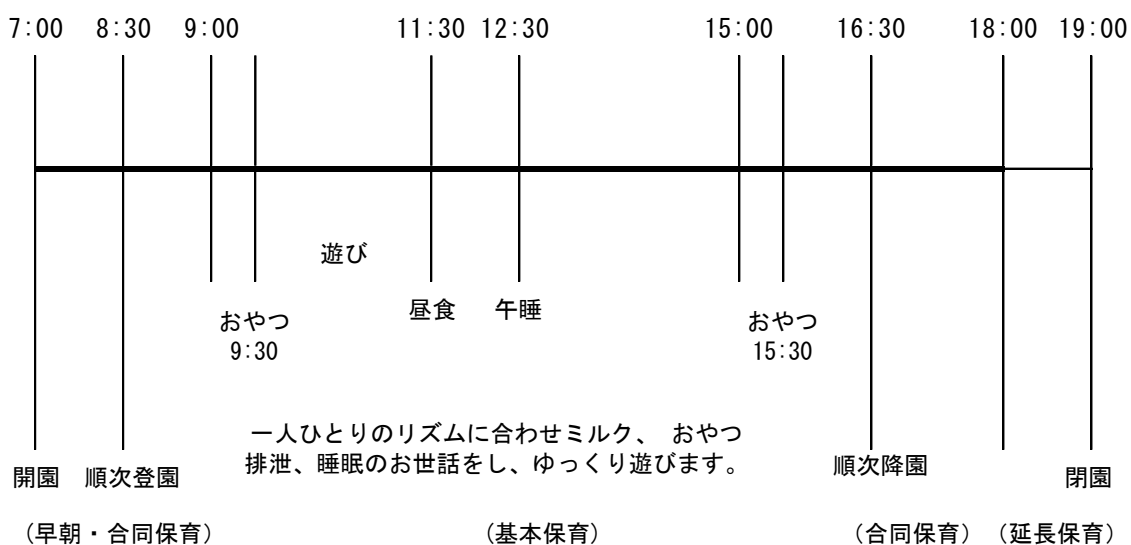 7:00 8:30 9:00 11:30 12:30 15:00 16:30 18:00 19:00
遊び
昼食 午睡
おやつ おやつ
9:30 15:30
一人ひとりのリズムに合わせミルク、 おやつ
排泄、睡眠のお世話をし、ゆっくり遊びます。
開園 順次登園 順次降園 閉園
（早朝・合同保育） （基本保育） （合同保育） （延長保育）